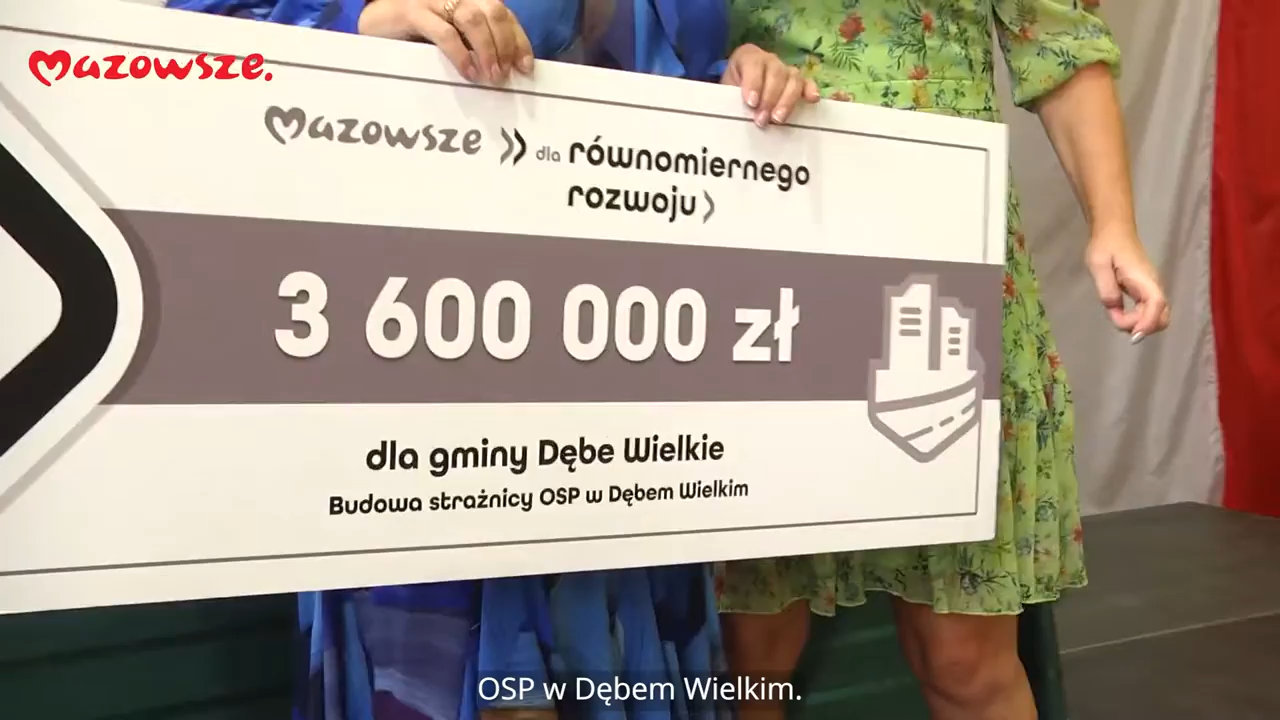 mazowsze.
mazowsze dla równomiernego
rozwoju
3 600 000 zł
dla gminy Dębe Wielkie
Budowa strażnicy OSP w Dębem Wielkim
OSP w Dębem Wielkim.